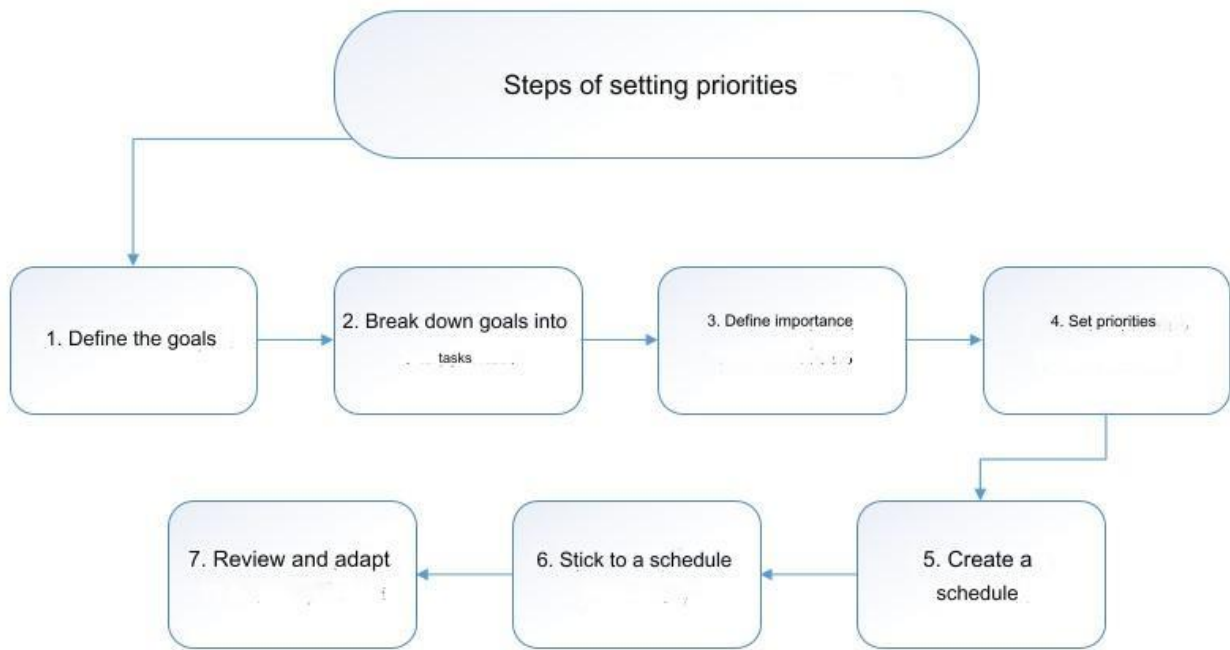 Steps of setting priorities
1. Define the goals
2. Break down goals into
tasks
3. Define importance
4. Set priorities
5. Create a
schedule
6. Stick to a schedule
7. Review and adapt